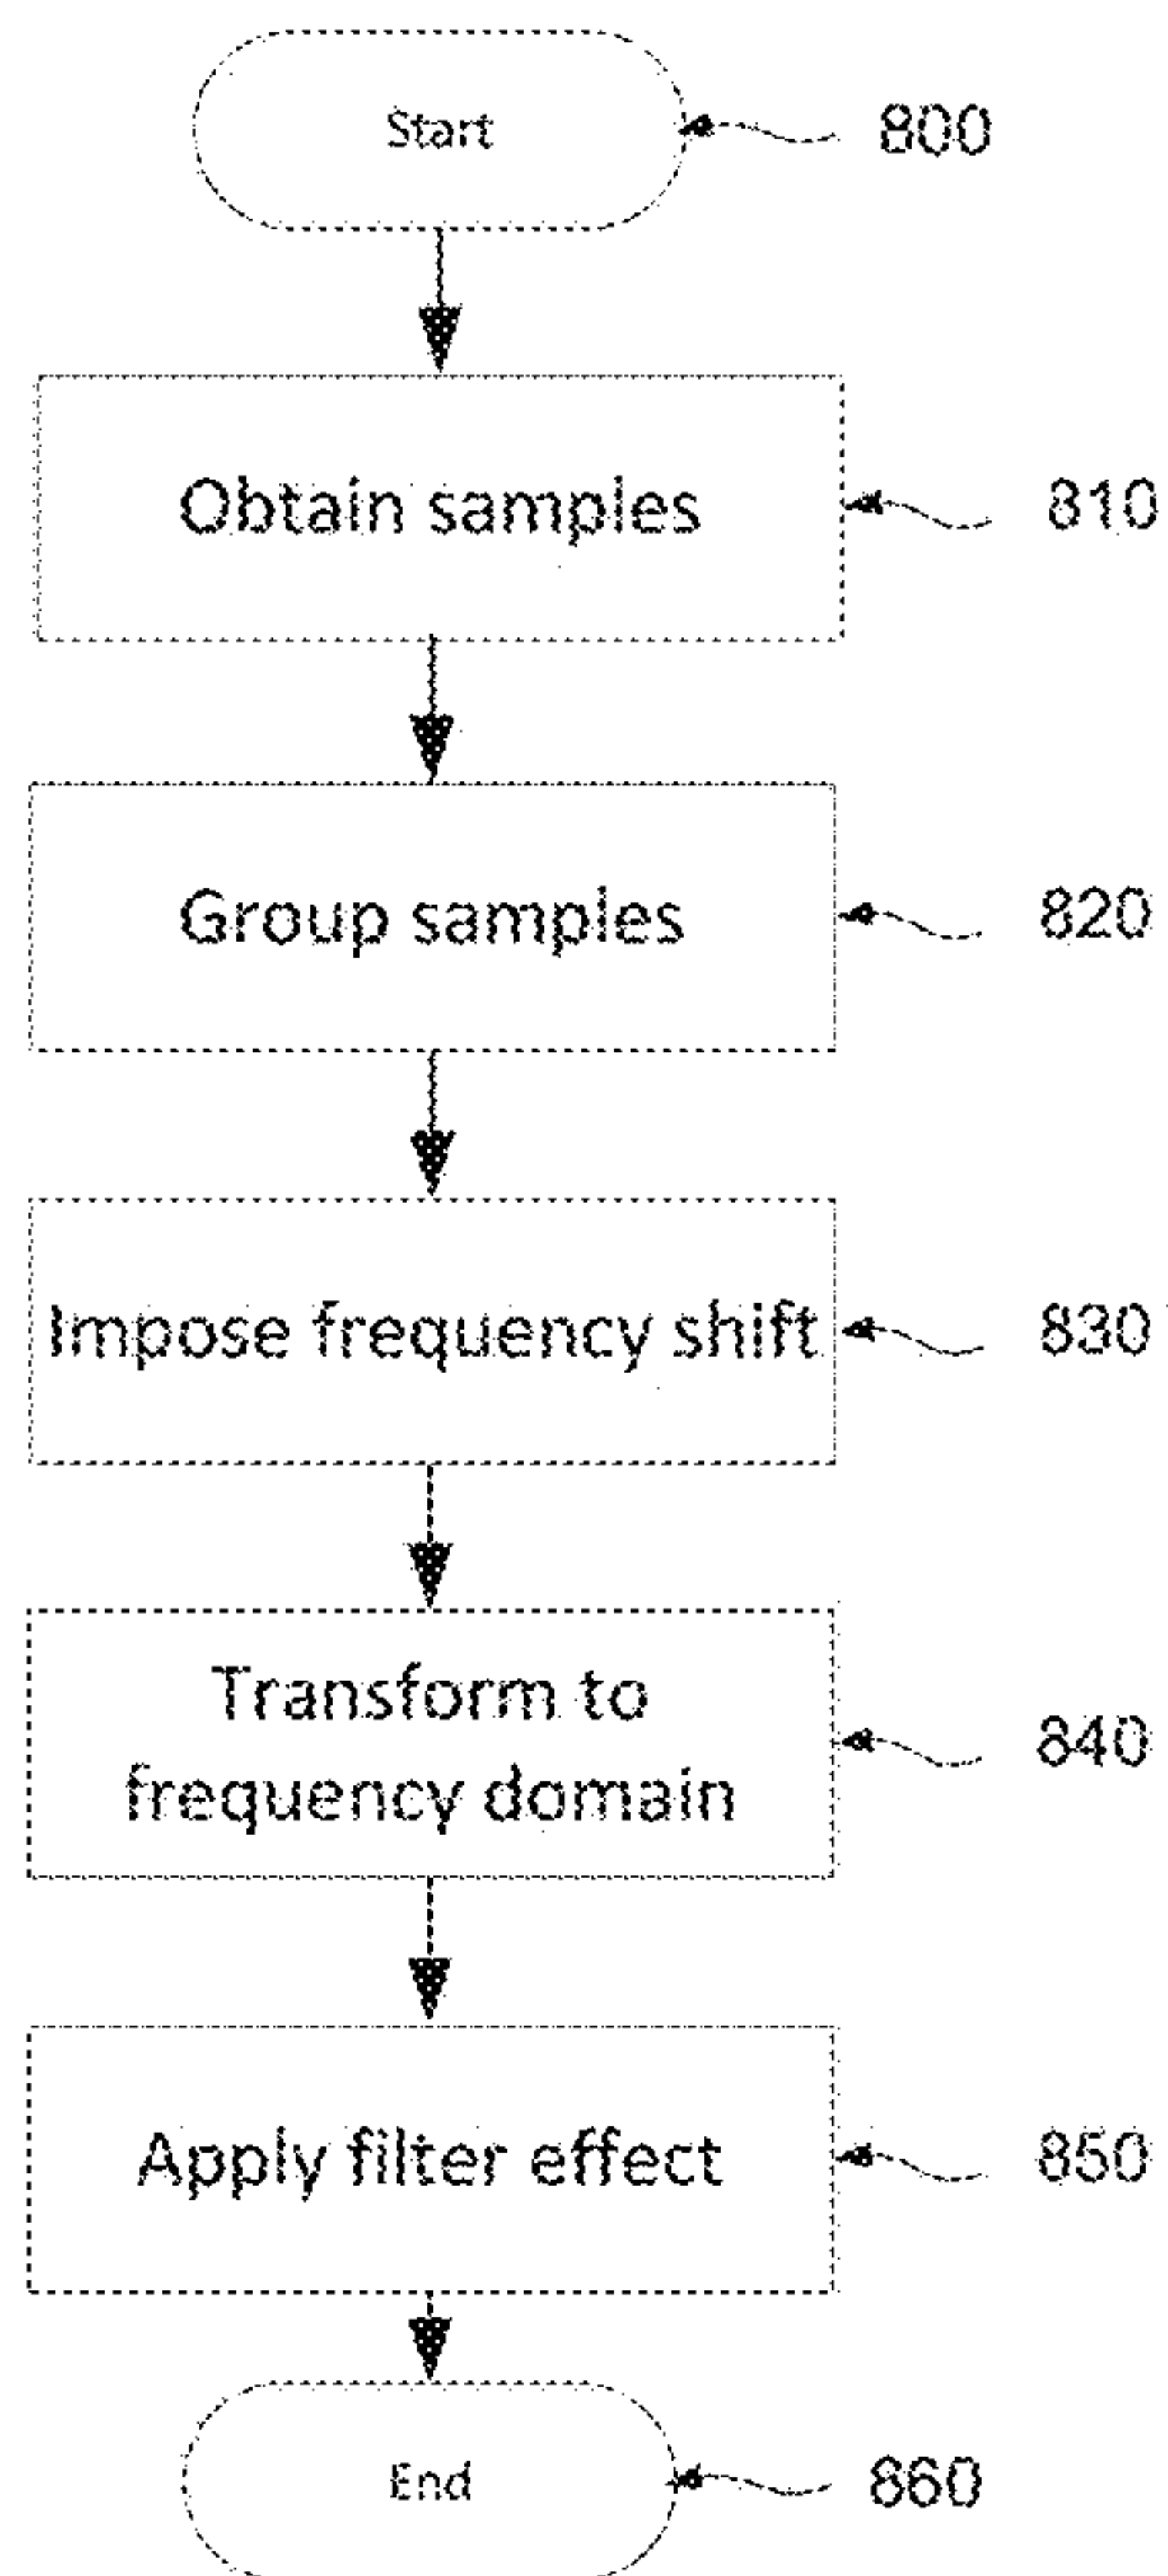 Start
800
Obtain samples
810
Group samples
820
Impose frequency shift
830
Transform to
frequency domain
840
Apply filter effect
850
End
860